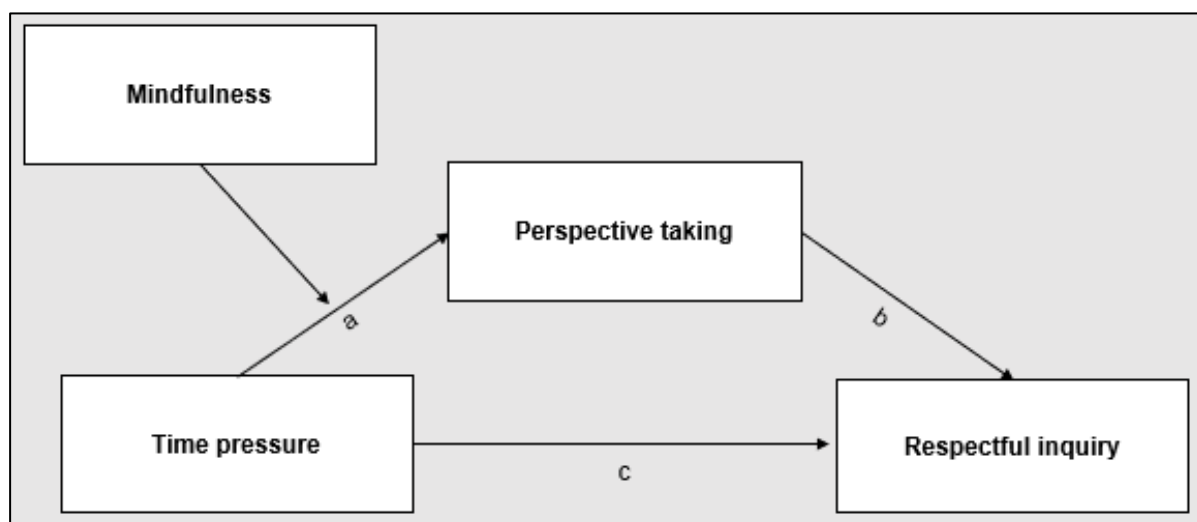 Mindfulness
Perspective taking
a
b
Time pressure
c
Respectful inquiry